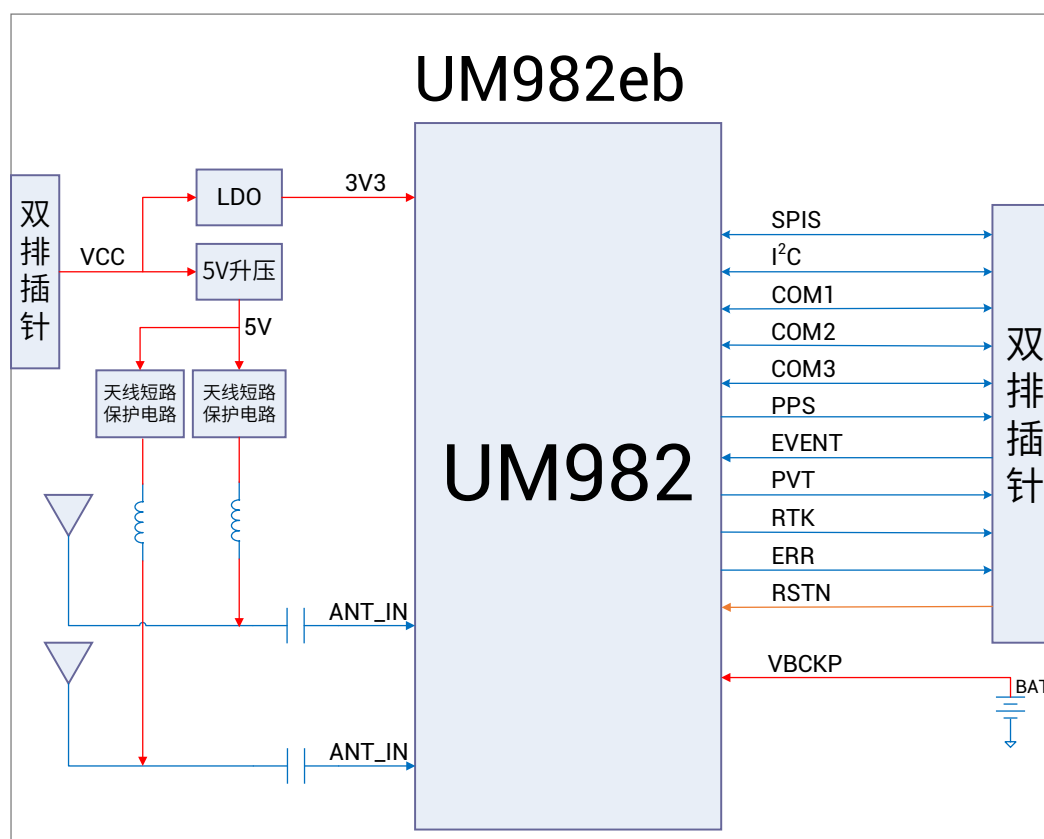 UM982eb
双排插针
VCC
LDO
3V3
5V升压
5V
天线短路
保护电路
天线短路
保护电路
ANT_IN
ANT_IN
UM982
SPIS
I²C
COM1
COM2
COM3
PPS
EVENT
PVT
RTK
ERR
RSTN
VBCKP
双排插针
BAT